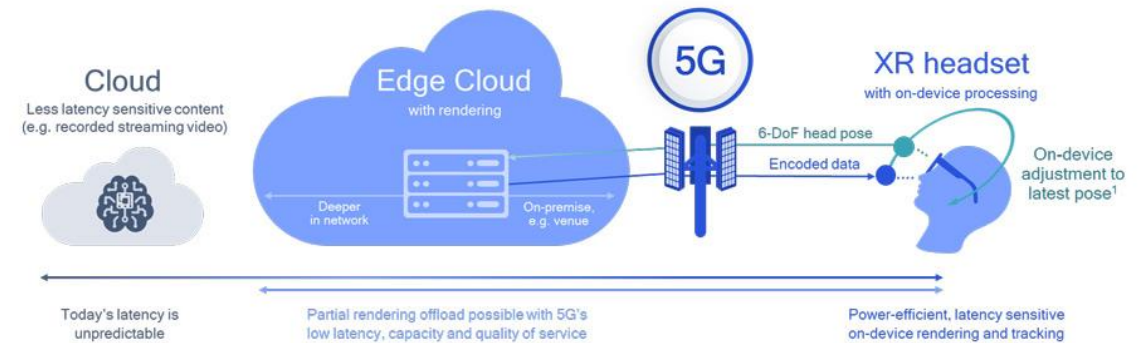 Cloud
Less latency sensitive content
(e.g. recorded streaming video)
Edge Cloud
with rendering
Deeper
in network
On-premise,
e.g. venue
5G
6-DoF head pose
Encoded data
XR headset
with on-device processing
On-device
adjustment to
latest pose¹
Today's latency is
unpredictable
Partial rendering offload possible with 5G's
low latency, capacity and quality of service
Power-efficient, latency sensitive
on-device rendering and tracking